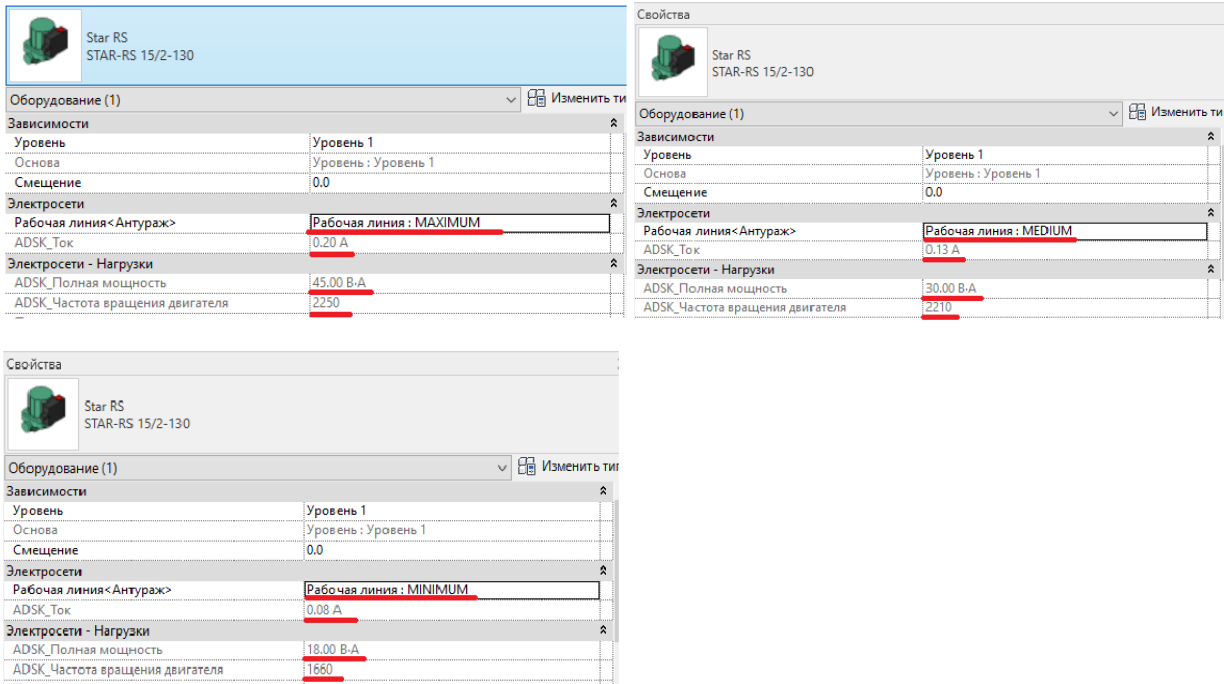 Star RS
STAR-RS 15/2-130
Оборудование (1)
Изменить ти
Зависимости
Уровень Уровень 1
Основа Уровень : Уровень 1
Смещение 0.0
Электросети
Рабочая линия<Антураж> Рабочая линия : MAXIMUM
ADSK_Ток 0.20 А
Электросети - Нагрузки
ADSK_Полная мощность 45.00 В·А
ADSK_Частота вращения двигателя 2250
Свойства
Star RS
STAR-RS 15/2-130
Оборудование (1)
Изменить ти
Зависимости
Уровень Уровень 1
Основа Уровень : Уровень 1
Смещение 0.0
Электросети
Рабочая линия<Антураж> Рабочая линия : MEDIUM
ADSK_Ток 0.13 А
Электросети - Нагрузки
ADSK_Полная мощность 30.00 В·А
ADSK_Частота вращения двигателя 2210
Свойства
Star RS
STAR-RS 15/2-130
Оборудование (1)
Изменить тип
Зависимости
Уровень Уровень 1
Основа Уровень : Уровень 1
Смещение 0.0
Электросети
Рабочая линия<Антураж> Рабочая линия : MINIMUM
ADSK_Ток 0.08 А
Электросети - Нагрузки
ADSK_Полная мощность 18.00 В·А
ADSK_Частота вращения двигателя 1660